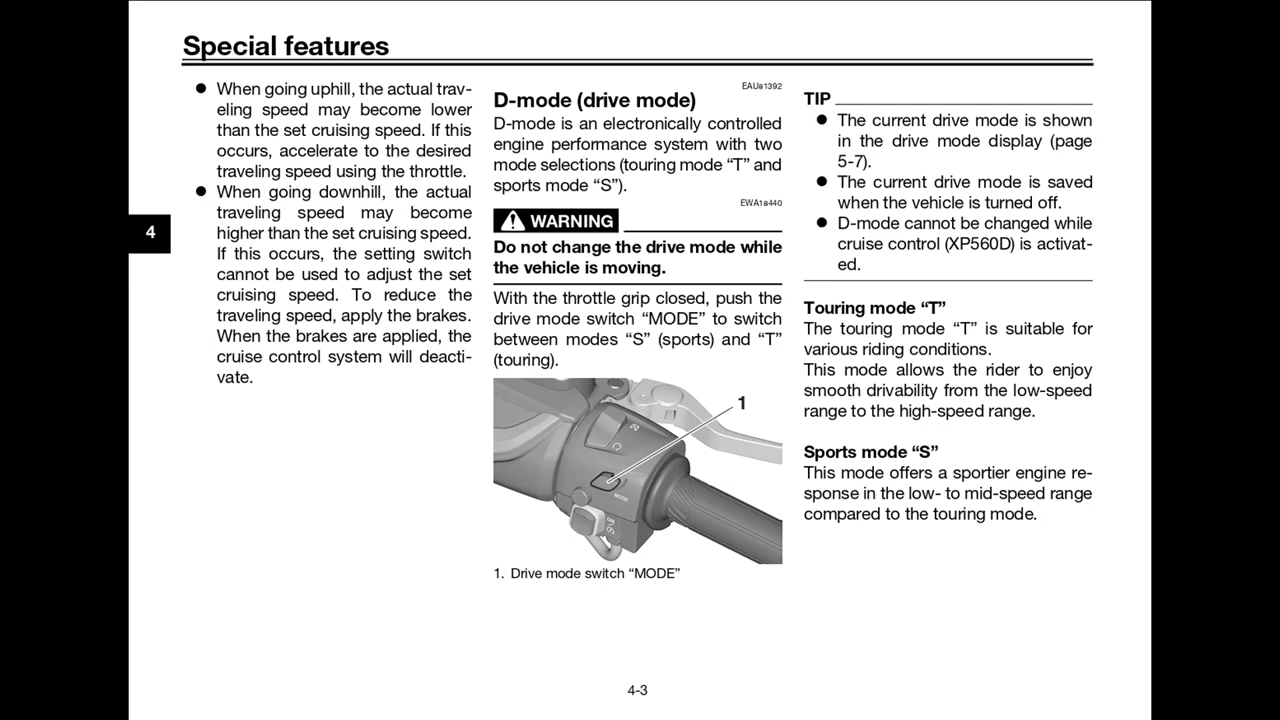 Special features
● When going uphill, the actual trav-
eling speed may become lower
than the set cruising speed. If this
occurs, accelerate to the desired
traveling speed using the throttle.
● When going downhill, the actual
traveling speed may become
higher than the set cruising speed.
If this occurs, the setting switch
cannot be used to adjust the set
cruising speed. To reduce the
traveling speed, apply the brakes.
When the brakes are applied, the
cruise control system will deacti-
vate.
4
EAU81392
D-mode (drive mode)
D-mode is an electronically controlled
engine performance system with two
mode selections (touring mode “T” and
sports mode “S”).
EWA18440
WARNING
Do not change the drive mode while
the vehicle is moving.
With the throttle grip closed, push the
drive mode switch “MODE” to switch
between modes “S” (sports) and “T”
(touring).
1
MODE
ON
1. Drive mode switch “MODE”
TIP
● The current drive mode is shown
in the drive mode display (page
5-7).
● The current drive mode is saved
when the vehicle is turned off.
● D-mode cannot be changed while
cruise control (XP560D) is activat-
ed.
Touring mode “T”
The touring mode “T” is suitable for
various riding conditions.
This mode allows the rider to enjoy
smooth drivability from the low-speed
range to the high-speed range.
Sports mode “S”
This mode offers a sportier engine re-
sponse in the low- to mid-speed range
compared to the touring mode.
4-3